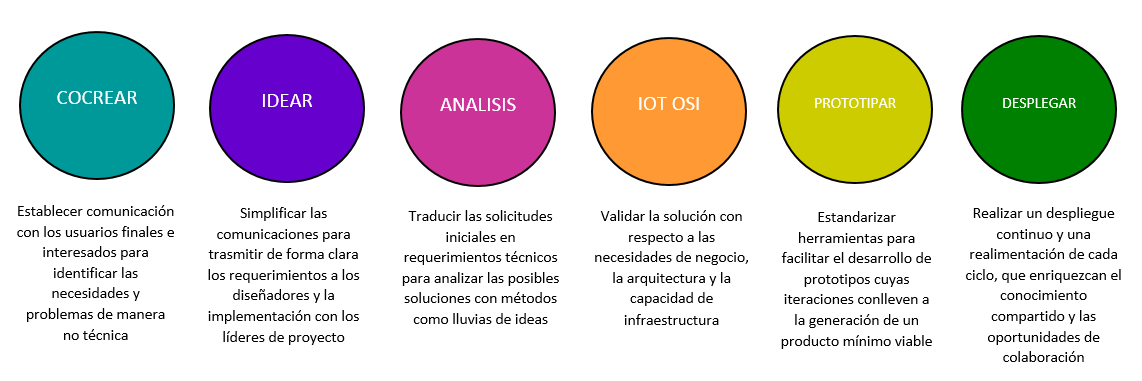 COCREAR
IDEAR
ANALISIS
IOT OSI
PROTOTIPAR
DESPLEGAR
Establecer comunicación
con los usuarios finales e
interesados para
identificar las
necesidades y
problemas de manera
no técnica
Simplificar las
comunicaciones para
trasmitir de forma clara
los requerimientos a los
diseñadores y la
implementación con los
líderes de proyecto
Traducir las solicitudes
iniciales en
requerimientos técnicos
para analizar las posibles
soluciones con métodos
como lluvias de ideas
Validar la solución con
respecto a las
necesidades de negocio,
la arquitectura y la
capacidad de
infraestructura
Estandarizar
herramientas para
facilitar el desarrollo de
prototipos cuyas
iteraciones conlleven a
la generación de un
producto mínimo viable
Realizar un despliegue
continuo y una
realimentación de cada
ciclo, que enriquezcan el
conocimiento
compartido y las
oportunidades de
colaboración